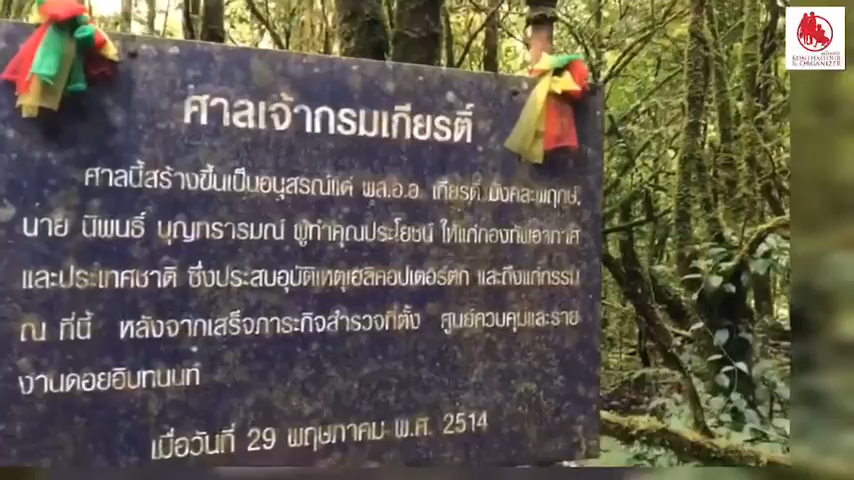 ศาลเจ้ากรมเกียรติ
ศาลนี้สร้างขึ้นเป็นอนุสรณ์แด่ พล.อ.อ เกียรติ มังคละพฤกษ์,
นาย นิพนธ์ บุญทรารมณ์ ผู้ทำคุณประโยชน์ ให้แก่กองทัพอากาศ
และประเทศชาติ ซึ่งประสบอุบัติเหตุเฮลิคอปเตอร์ตก และถึงแก่กรรม
ณ ที่นี้ หลังจากเสร็จภาระกิจสำรวจที่ตั้ง ศูนย์ควบคุมและราย
งานดอยอินทนนท์
เมื่อวันที่ 29 พฤษภาคม พ.ศ. 2514
& ORGANIZER